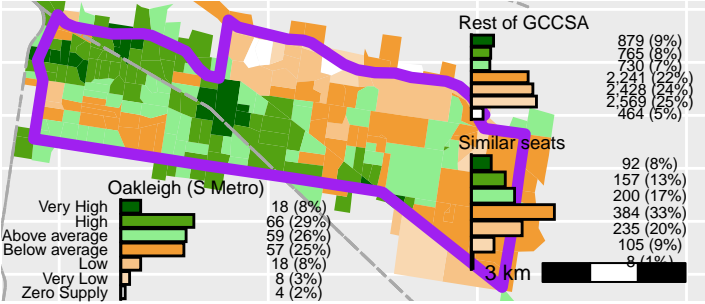 Rest of GCCSA
879 (9%)
765 (8%)
730 (7%)
2,241 (22%)
2,428 (24%)
2,569 (25%)
464 (5%)
Similar seats
92 (8%)
157 (13%)
200 (17%)
384 (33%)
235 (20%)
105 (9%)
8 (1%)
Oakleigh (S Metro)
Very High 18 (8%)
High 66 (29%)
Above average 59 (26%)
Below average 57 (25%)
Low 18 (8%)
Very Low 8 (3%)
Zero Supply 4 (2%)
3 km